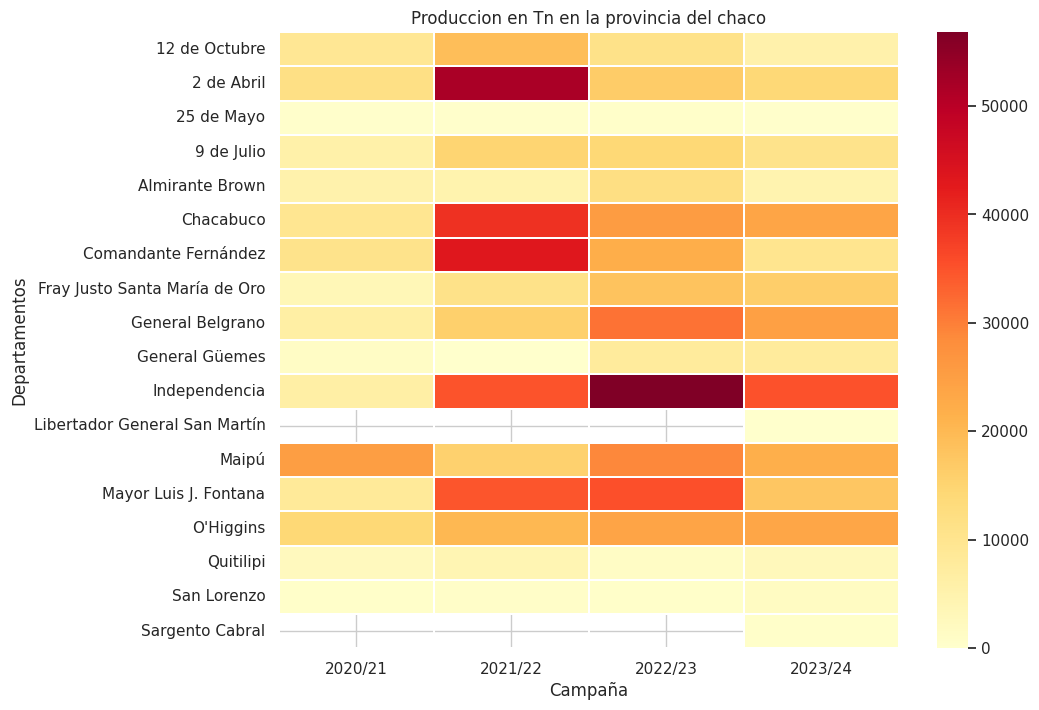 Produccion en Tn en la provincia del chaco
12 de Octubre
2 de Abril
25 de Mayo
9 de Julio
Almirante Brown
Chacabuco
Comandante Fernández
Fray Justo Santa María de Oro
General Belgrano
General Güemes
Independencia
Libertador General San Martín
Maipú
Mayor Luis J. Fontana
O'Higgins
Quitilipi
San Lorenzo
Sargento Cabral
Departamentos
2020/21
2021/22
2022/23
2023/24
Campaña
50000
40000
30000
20000
10000
0